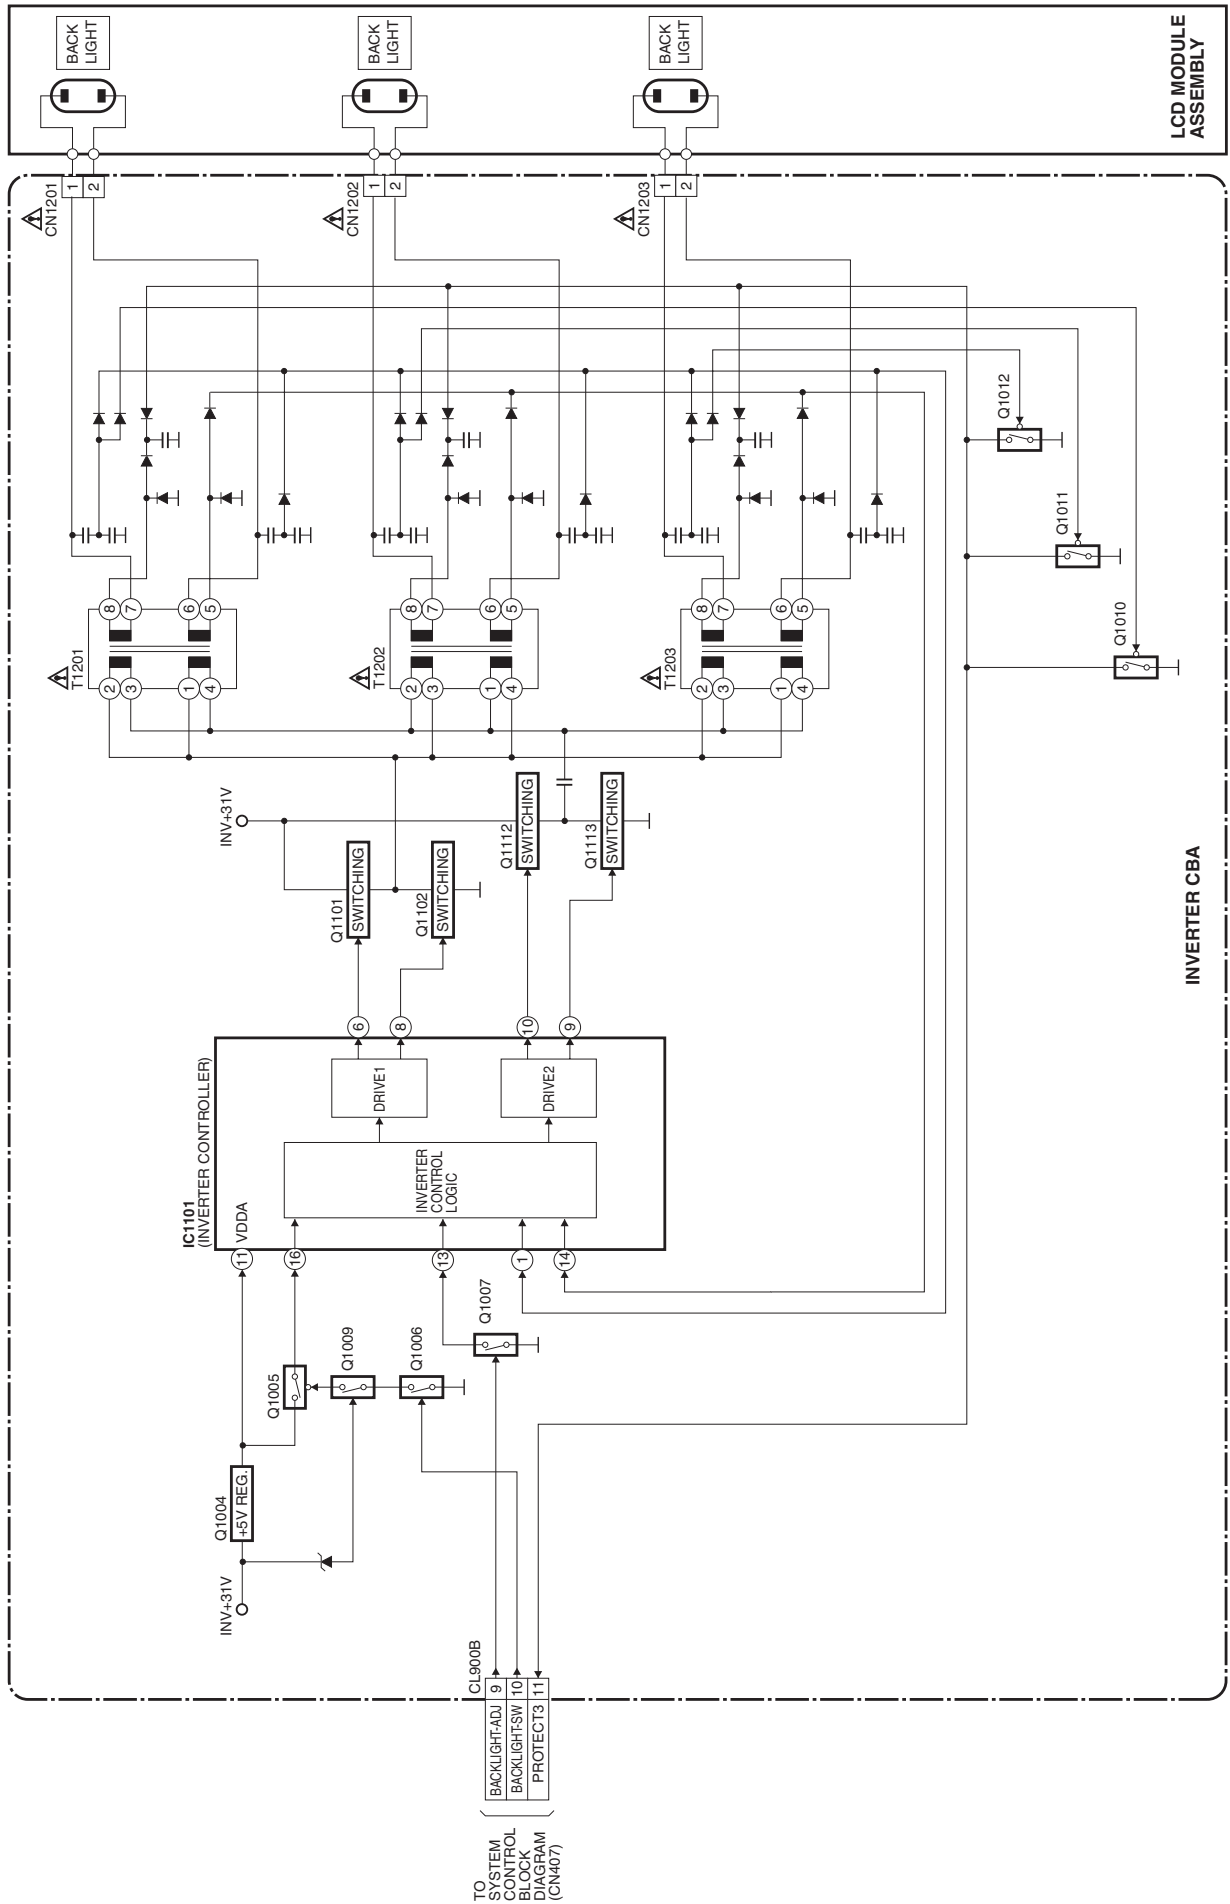 TO
SYSTEM
CONTROL
BLOCK
DIAGRAM
(CN407)
CL900B
BACKLIGHT-ADJ 9
BACKLIGHT-SW 10
PROTECT3 11
INV+31V
Q1004
+5V REG.
Q1005
Q1009
Q1006
Q1007
IC1101
(INVERTER CONTROLLER)
11 VDDA
16
13
1
14
INVERTER
CONTROL
LOGIC
DRIVE1
DRIVE2
6
8
10
9
INV+31V
Q1101
SWITCHING
Q1102
SWITCHING
Q1112
SWITCHING
Q1113
SWITCHING
T1201
2 8
3 7
1 6
4 5
T1202
2 8
3 7
1 6
4 5
T1203
2 8
3 7
1 6
4 5
Q1010
Q1011
Q1012
CN1201
1
2
CN1202
1
2
CN1203
1
2
BACK
LIGHT
BACK
LIGHT
BACK
LIGHT
INVERTER CBA
LCD MODULE
ASSEMBLY